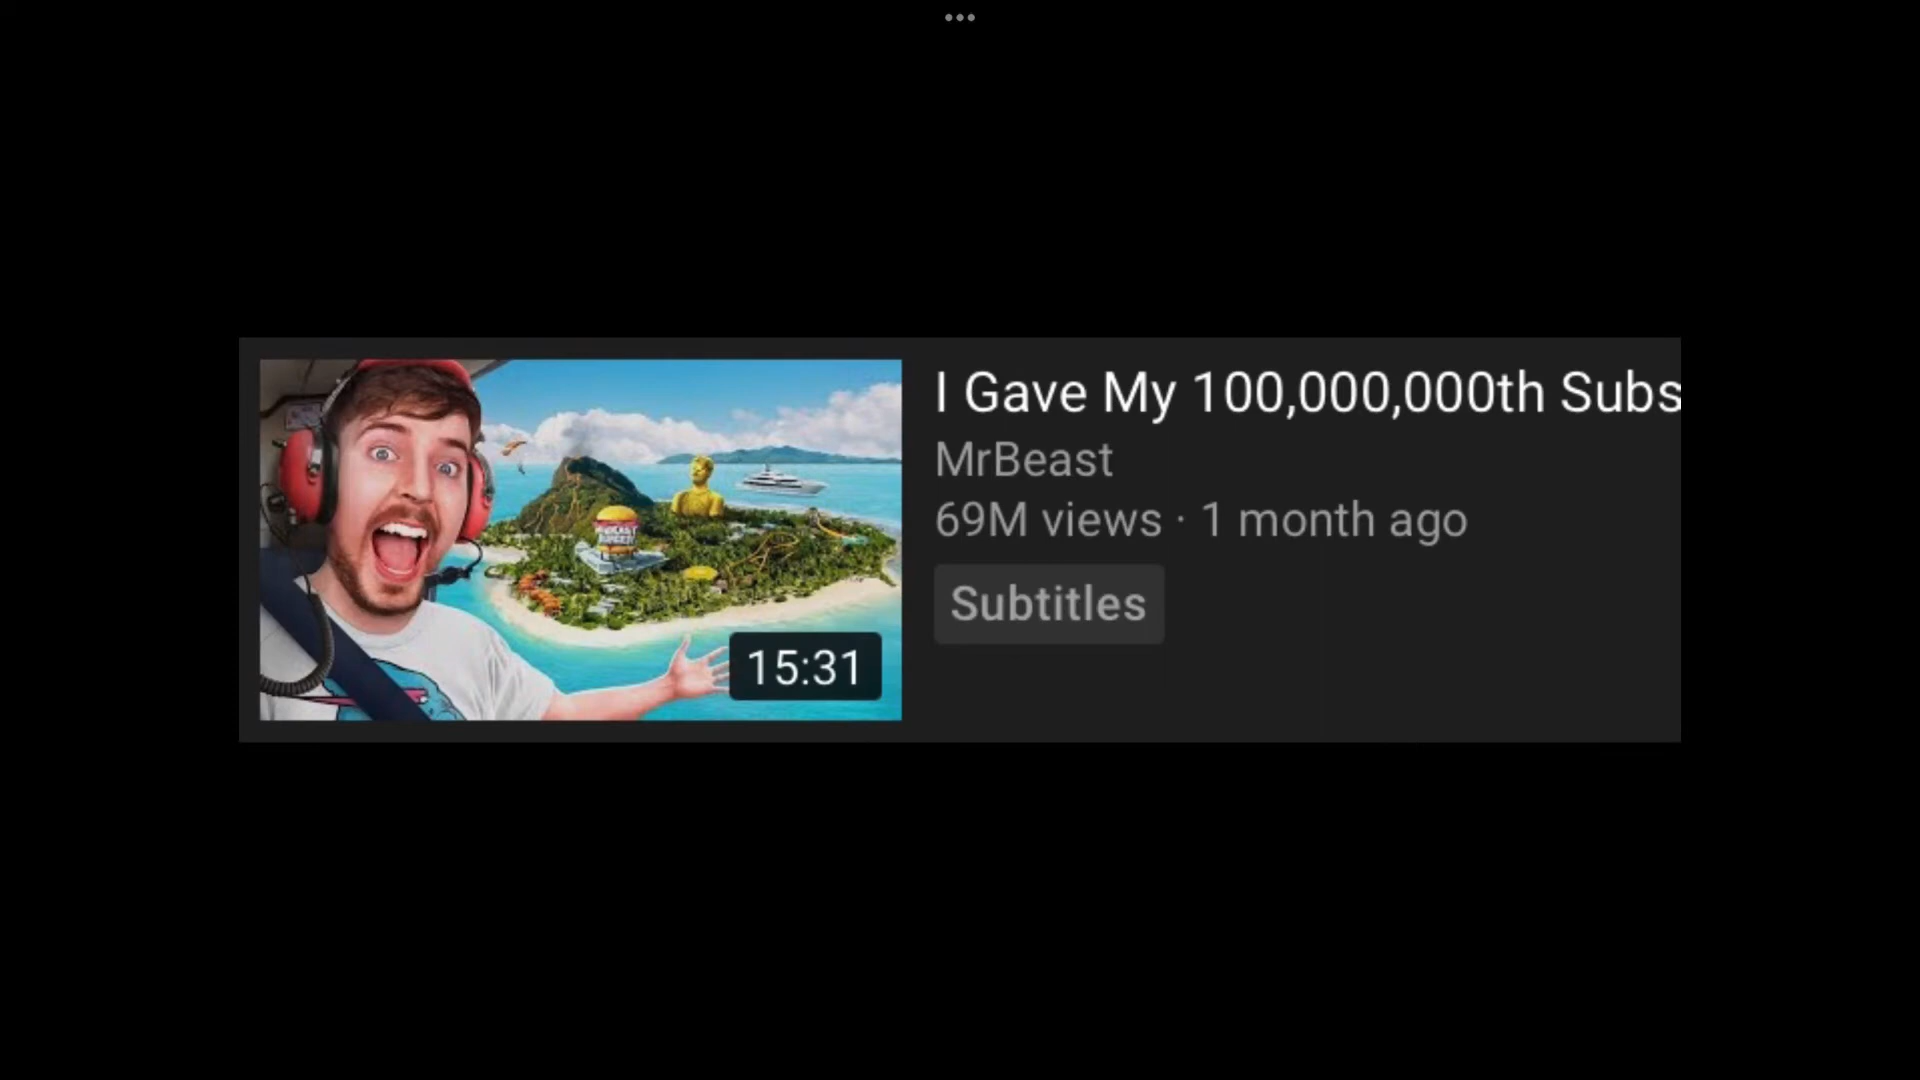 I Gave My 100,000,000th Subs
MrBeast
69M views · 1 month ago
Subtitles
15:31